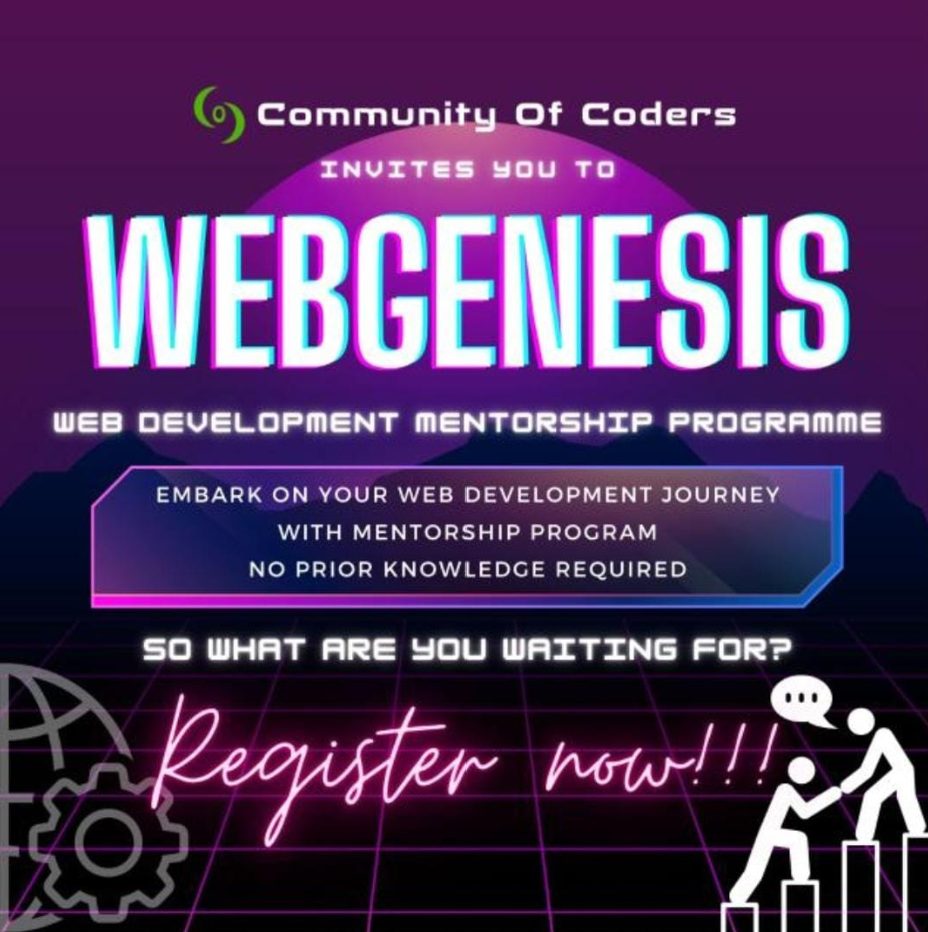 Community Of Coders
INVITES YOU TO
WEBGENESIS
WEB DEVELOPMENT MENTORSHIP PROGRAMME
EMBARK ON YOUR WEB DEVELOPMENT JOURNEY
WITH MENTORSHIP PROGRAM
NO PRIOR KNOWLEDGE REQUIRED
SO WHAT ARE YOU WAITING FOR?
Register now!!!